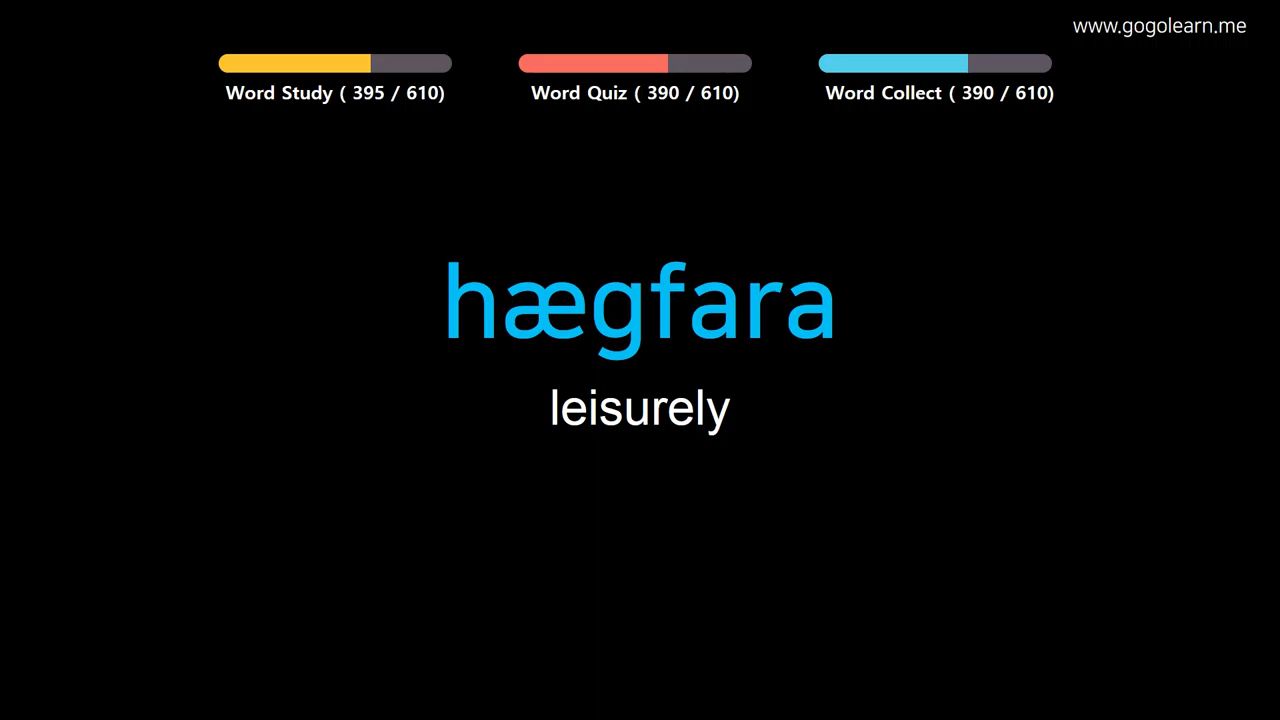 www.gogolearn.me
Word Study ( 395 / 610)
Word Quiz ( 390 / 610)
Word Collect ( 390 / 610)
hægfara
leisurely